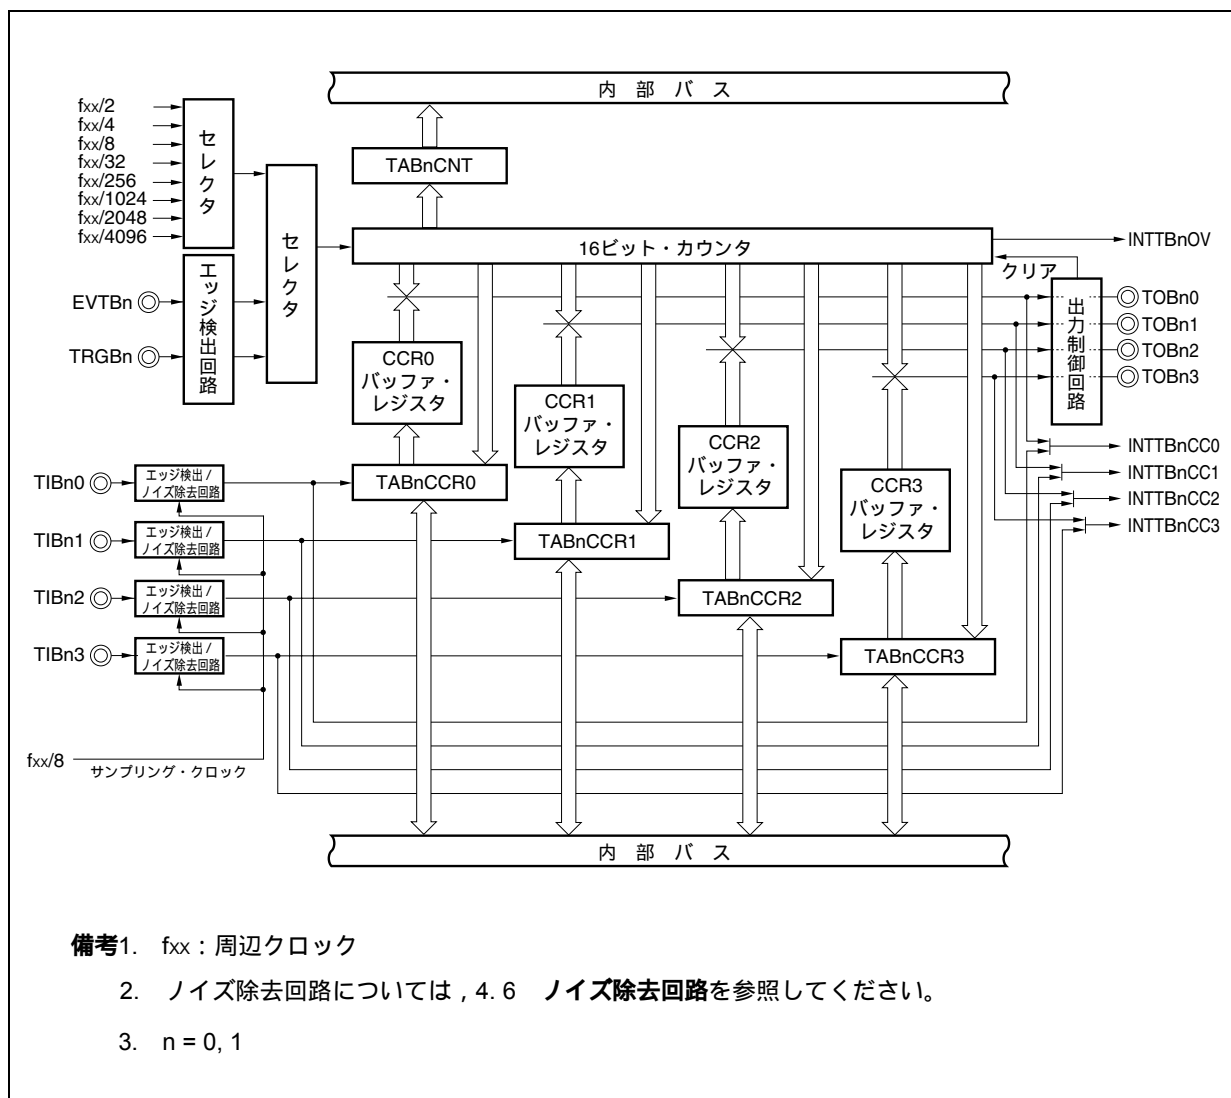 内部バス
fxx/2
fxx/4
fxx/8
fxx/32
fxx/256
fxx/1024
fxx/2048
fxx/4096
セレクタ
TABnCNT
セレクタ
16ビット・カウンタ
INTTBnOV
クリア
EVTBn
TRGBn
エッジ検出回路
出力制御回路
TOBn0
TOBn1
TOBn2
TOBn3
CCR0
バッファ・
レジスタ
CCR1
バッファ・
レジスタ
CCR2
バッファ・
レジスタ
CCR3
バッファ・
レジスタ
INTTBnCC0
INTTBnCC1
INTTBnCC2
INTTBnCC3
TIBn0
エッジ検出/
ノイズ除去回路
TABnCCR0
TIBn1
エッジ検出/
ノイズ除去回路
TABnCCR1
TIBn2
エッジ検出/
ノイズ除去回路
TABnCCR2
TIBn3
エッジ検出/
ノイズ除去回路
TABnCCR3
fxx/8
サンプリング・クロック
内部バス
備考1. fxx:周辺クロック
2. ノイズ除去回路については,4.6 ノイズ除去回路を参照してください。
3. n = 0, 1